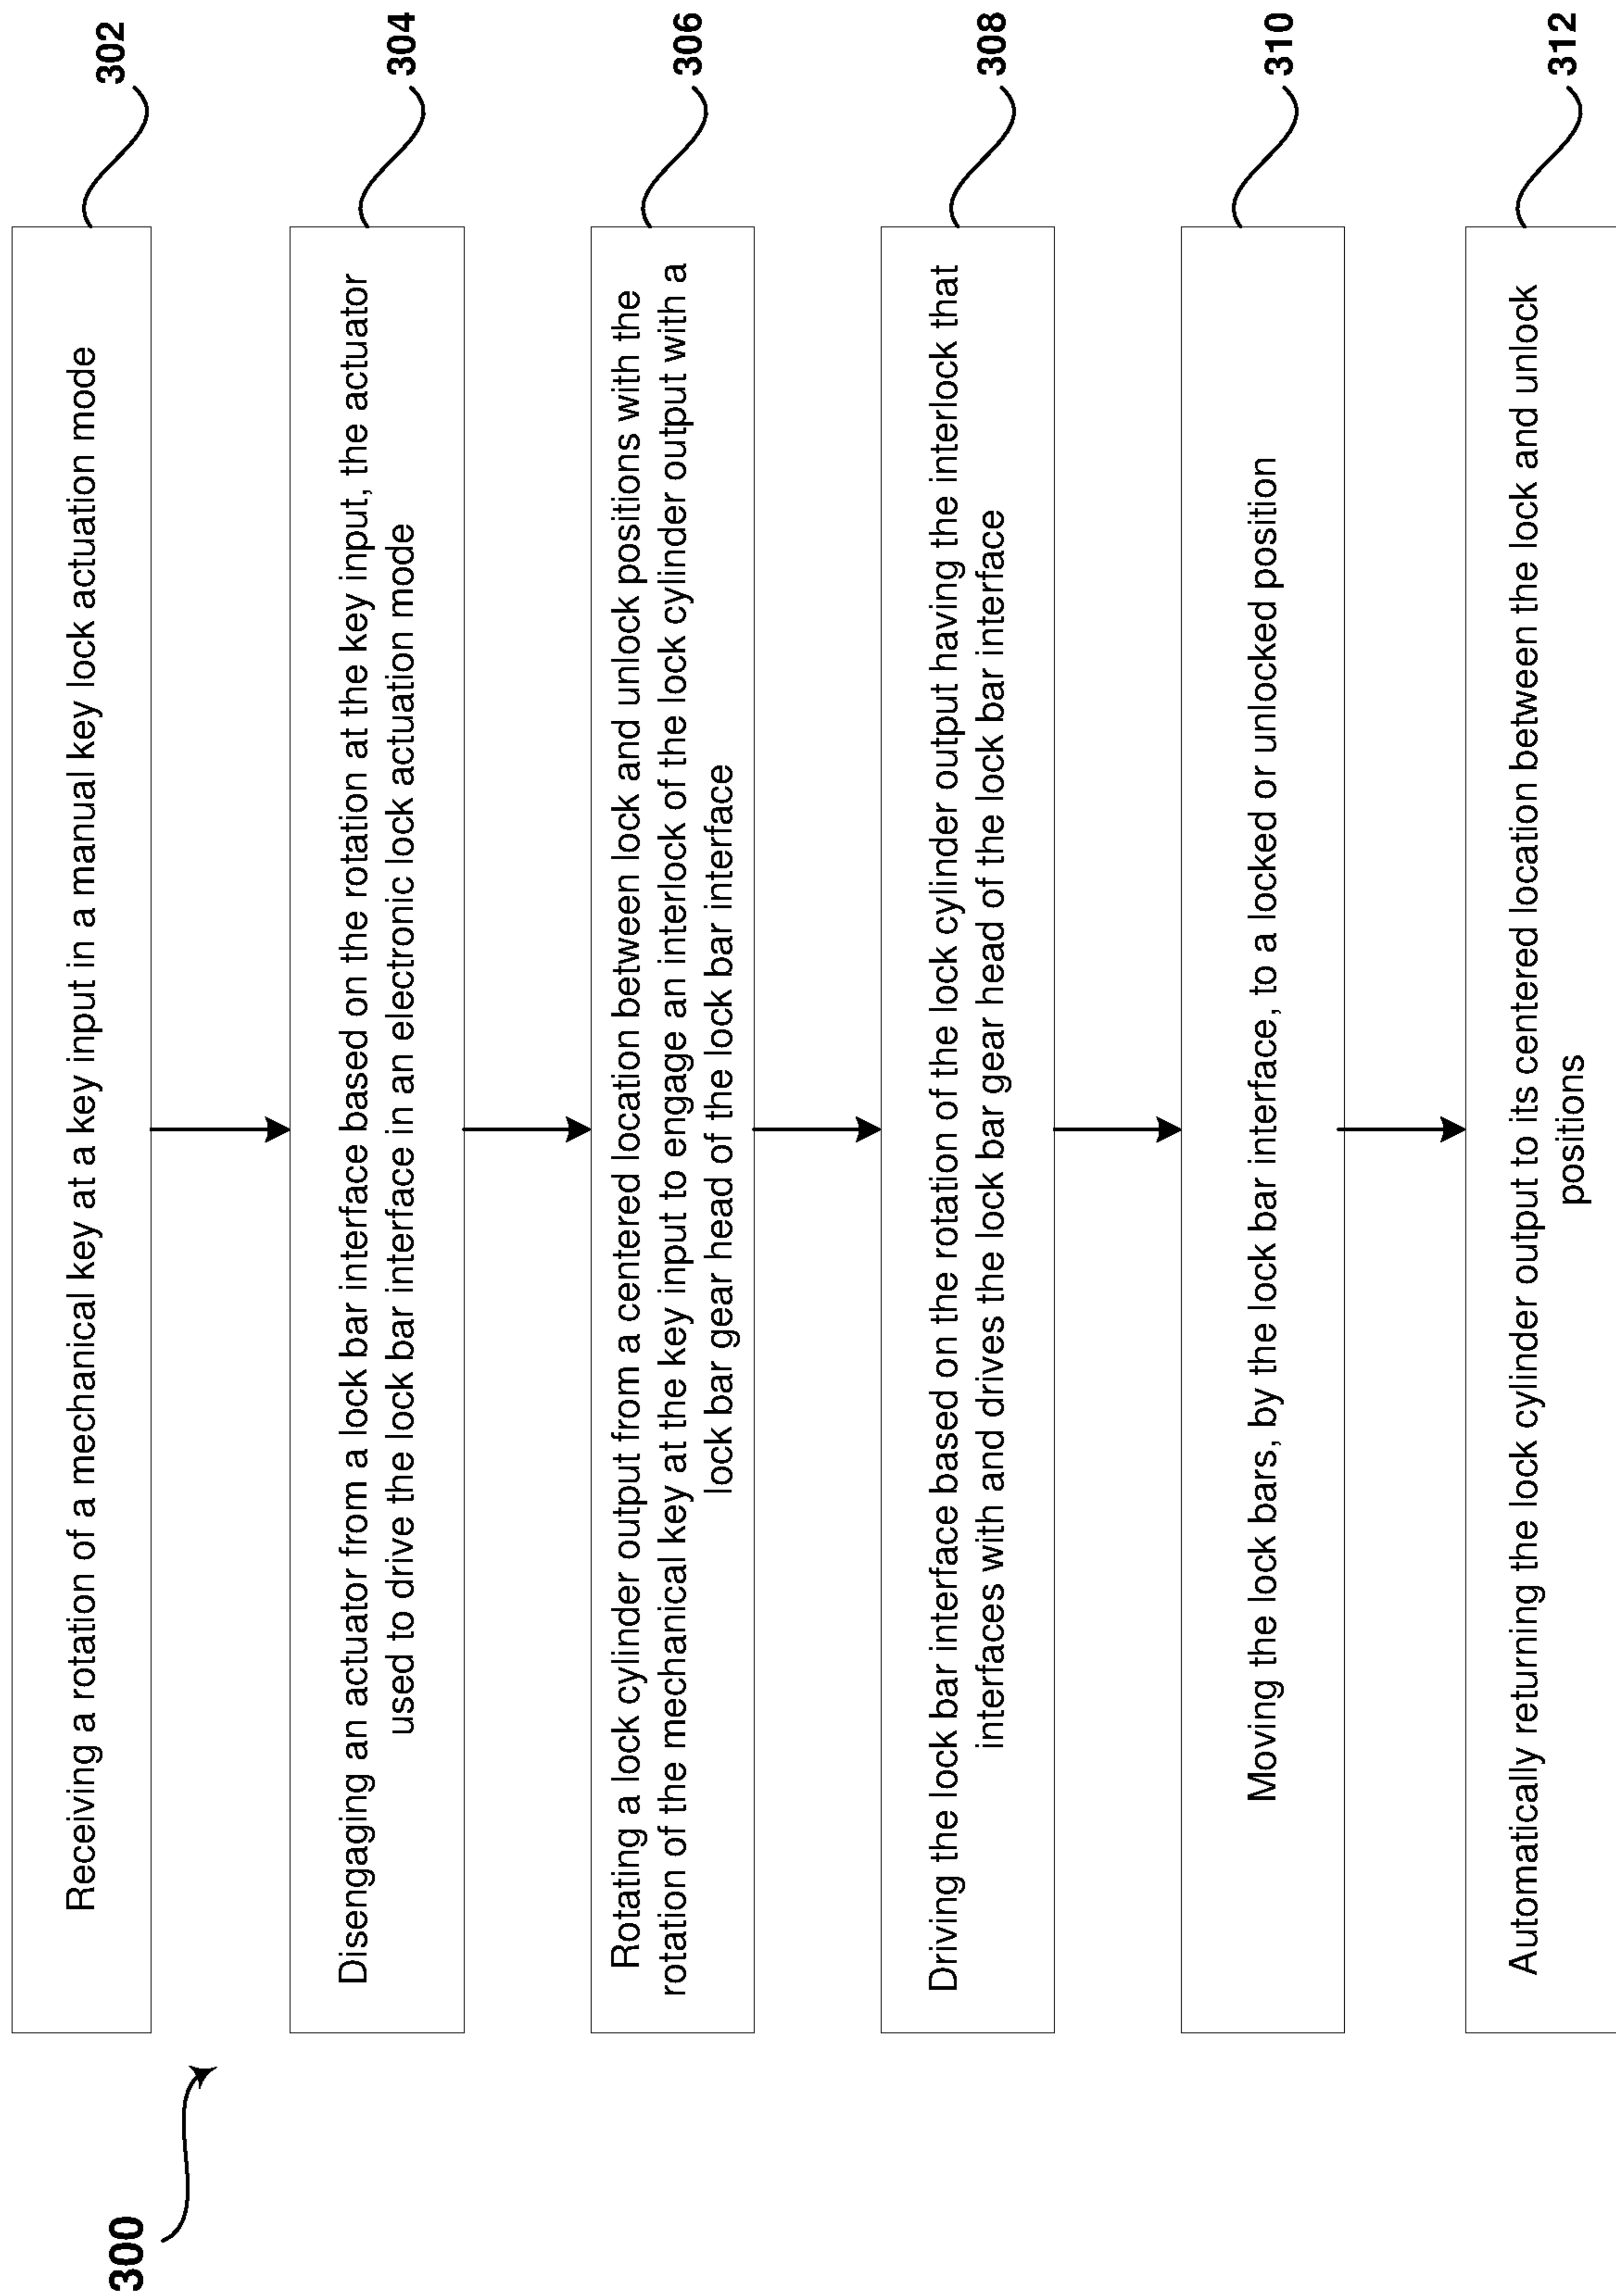 300
Receiving a rotation of a mechanical key at a key input in a manual key lock actuation mode
302
Disengaging an actuator from a lock bar interface based on the rotation at the key input, the actuator
used to drive the lock bar interface in an electronic lock actuation mode
304
Rotating a lock cylinder output from a centered location between lock and unlock positions with the
rotation of the mechanical key at the key input to engage an interlock of the lock cylinder output with a
lock bar gear head of the lock bar interface
306
Driving the lock bar interface based on the rotation of the lock cylinder output having the interlock that
interfaces with and drives the lock bar gear head of the lock bar interface
308
Moving the lock bars, by the lock bar interface, to a locked or unlocked position
310
Automatically returning the lock cylinder output to its centered location between the lock and unlock
positions
312